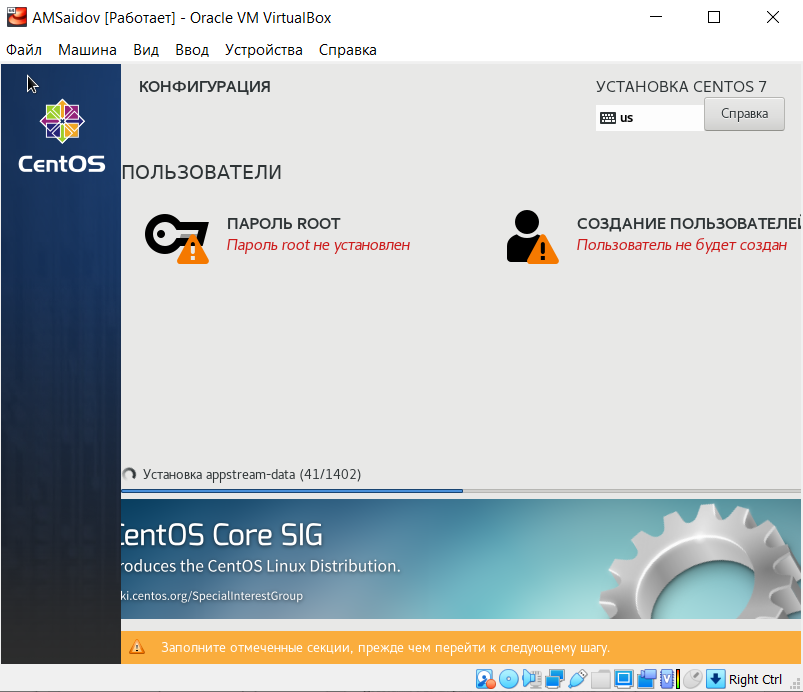 AMSaidov [Работает] - Oracle VM VirtualBox
Файл Машина Вид Ввод Устройства Справка
КОНФИГУРАЦИЯ
УСТАНОВКА CENTOS 7
us
Справка
CentOS
ПОЛЬЗОВАТЕЛИ
ПАРОЛЬ ROOT
Пароль root не установлен
СОЗДАНИЕ ПОЛЬЗОВАТЕЛЕЙ
Пользователь не будет создан
Установка appstream-data (41/1402)
CentOS Core SIG
roduces the CentOS Linux Distribution.
ki.centos.org/SpecialInterestGroup
Заполните отмеченные секции, прежде чем перейти к следующему шагу.
Right Ctrl